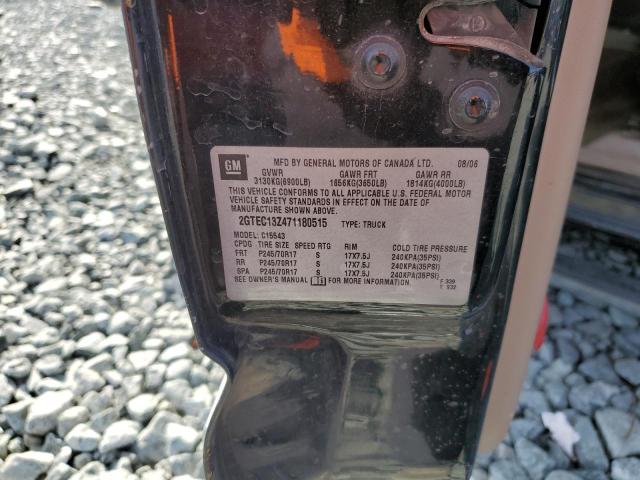 GM
MFD BY GENERAL MOTORS OF CANADA LTD. 08/06
GVWR GAWR FRT GAWR RR
3130KG(6900LB) 1656KG(3650LB) 1814KG(4000LB)
THIS VEHICLE CONFORMS TO ALL APPLICABLE U.S. FEDERAL MOTOR
VEHICLE SAFETY STANDARDS IN EFFECT ON THE DATE OF
MANUFACTURE SHOWN ABOVE.
2GTEC13Z471180515 TYPE: TRUCK
MODEL: C15543
CPDG TIRE SIZE SPEED RTG RIM COLD TIRE PRESSURE
FRT P245/70R17 S 17X7.5J 240KPA(35PSI)
RR P245/70R17 S 17X7.5J 240KPA(35PSI)
SPA P245/70R17 S 17X7.5J 240KPA(35PSI)
SEE OWNER'S MANUAL FOR MORE INFORMATION.